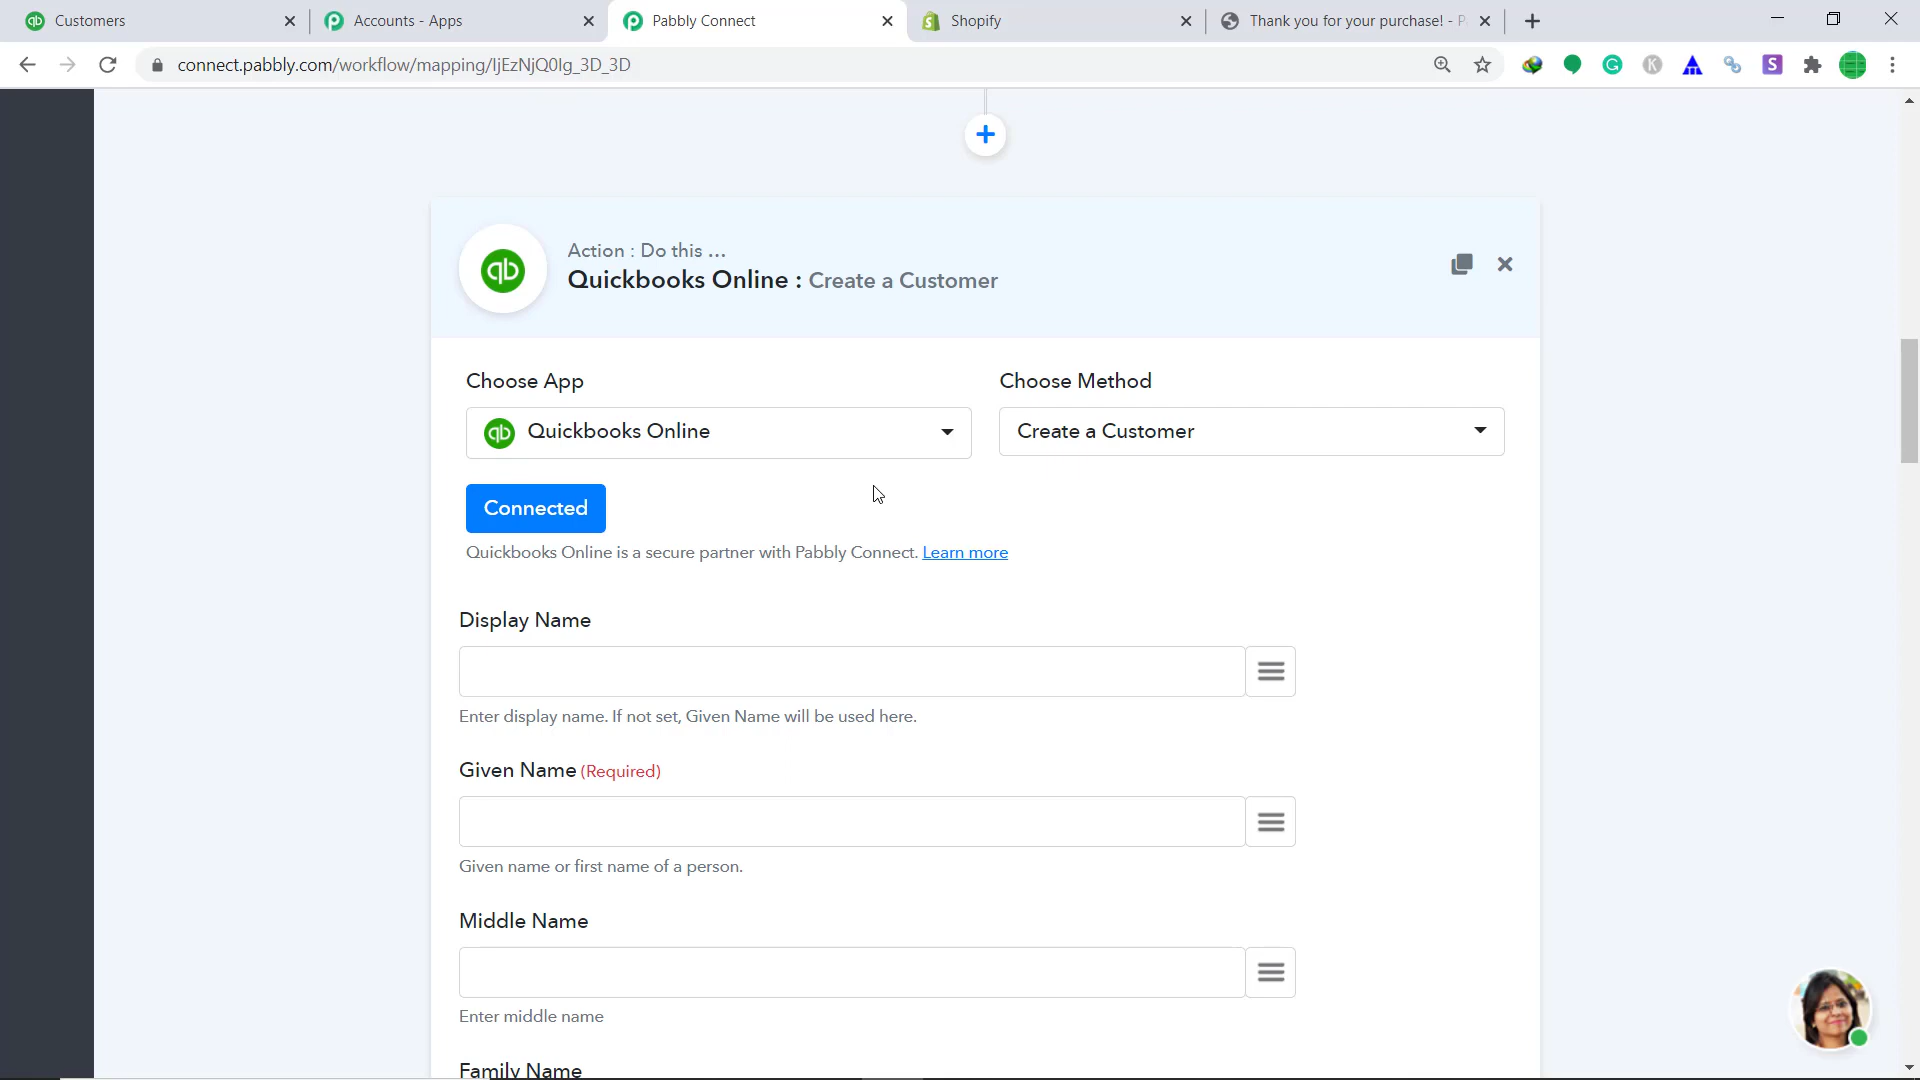 Customers
Accounts - Apps
Pabbly Connect
Shopify
Thank you for your purchase! - P
connect.pabbly.com/workflow/mapping/IjEzNjQ0Ig_3D_3D
Action : Do this ...
Quickbooks Online : Create a Customer
Choose App
Choose Method
qb Quickbooks Online
Create a Customer
Connected
Quickbooks Online is a secure partner with Pabbly Connect. Learn more
Display Name
Enter display name. If not set, Given Name will be used here.
Given Name (Required)
Given name or first name of a person.
Middle Name
Enter middle name
Family Name